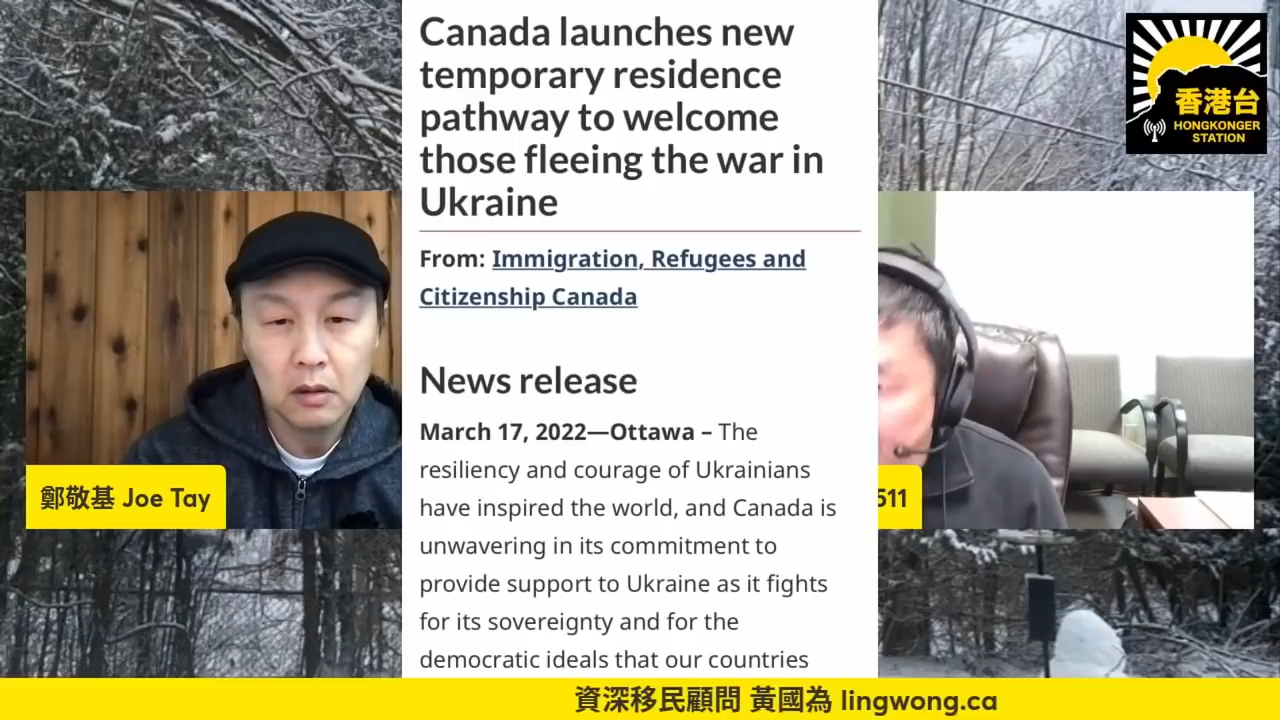 Canada launches new
temporary residence
pathway to welcome
those fleeing the war in
Ukraine
From: Immigration, Refugees and
Citizenship Canada
News release
March 17, 2022—Ottawa – The
resiliency and courage of Ukrainians
have inspired the world, and Canada is
unwavering in its commitment to
provide support to Ukraine as it fights
for its sovereignty and for the
democratic ideals that our countries
香港台
HONGKONGER
STATION
鄭敬基 Joe Tay
511
資深移民顧問 黃國為 lingwong.ca